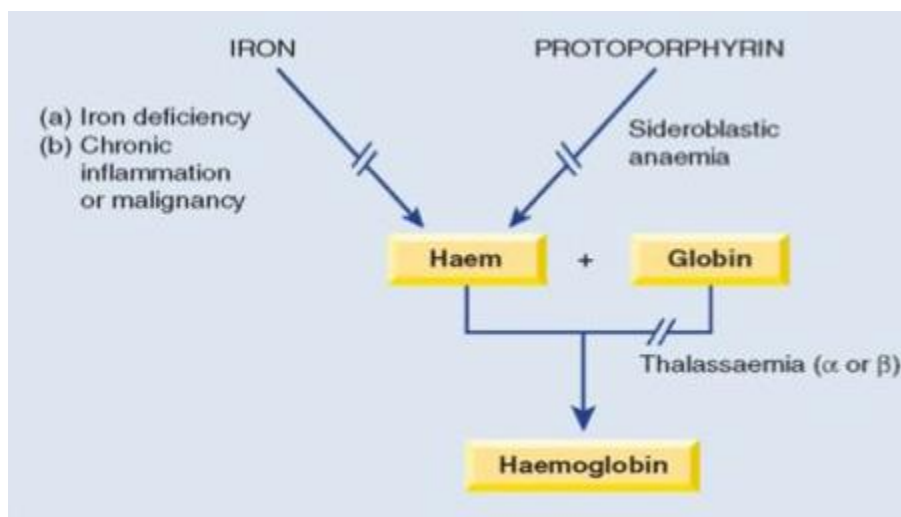 IRON
PROTOPORPHYRIN
(a) Iron deficiency
(b) Chronic
inflammation
or malignancy
Sideroblastic
anaemia
Haem
+
Globin
Thalassaemia (α or β)
Haemoglobin